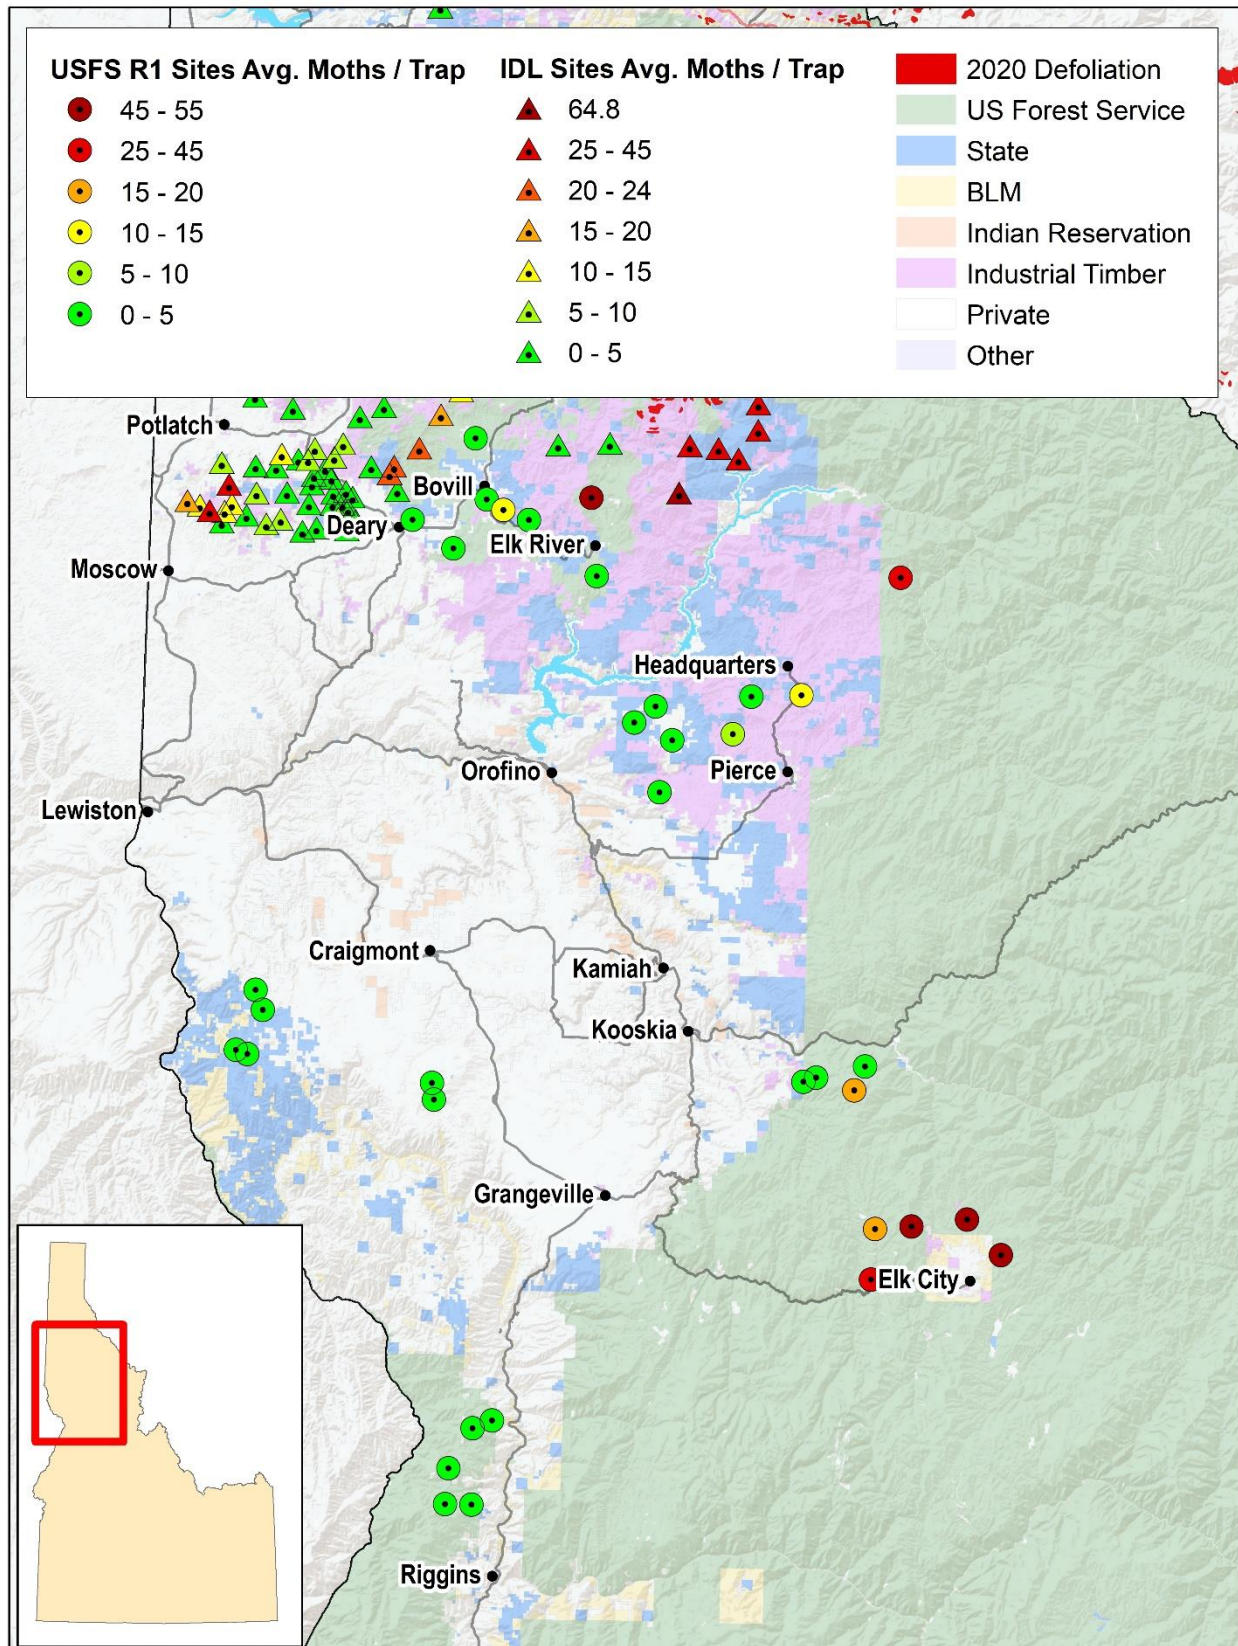 USFS R1 Sites Avg. Moths / Trap
45 - 55
25 - 45
15 - 20
10 - 15
5 - 10
0 - 5
IDL Sites Avg. Moths / Trap
64.8
25 - 45
20 - 24
15 - 20
10 - 15
5 - 10
0 - 5
2020 Defoliation
US Forest Service
State
BLM
Indian Reservation
Industrial Timber
Private
Other
Potlatch
Bovill
Deary
Elk River
Moscow
Headquarters
Orofino
Pierce
Lewiston
Craigmont
Kamiah
Kooskia
Grangeville
Elk City
Riggins